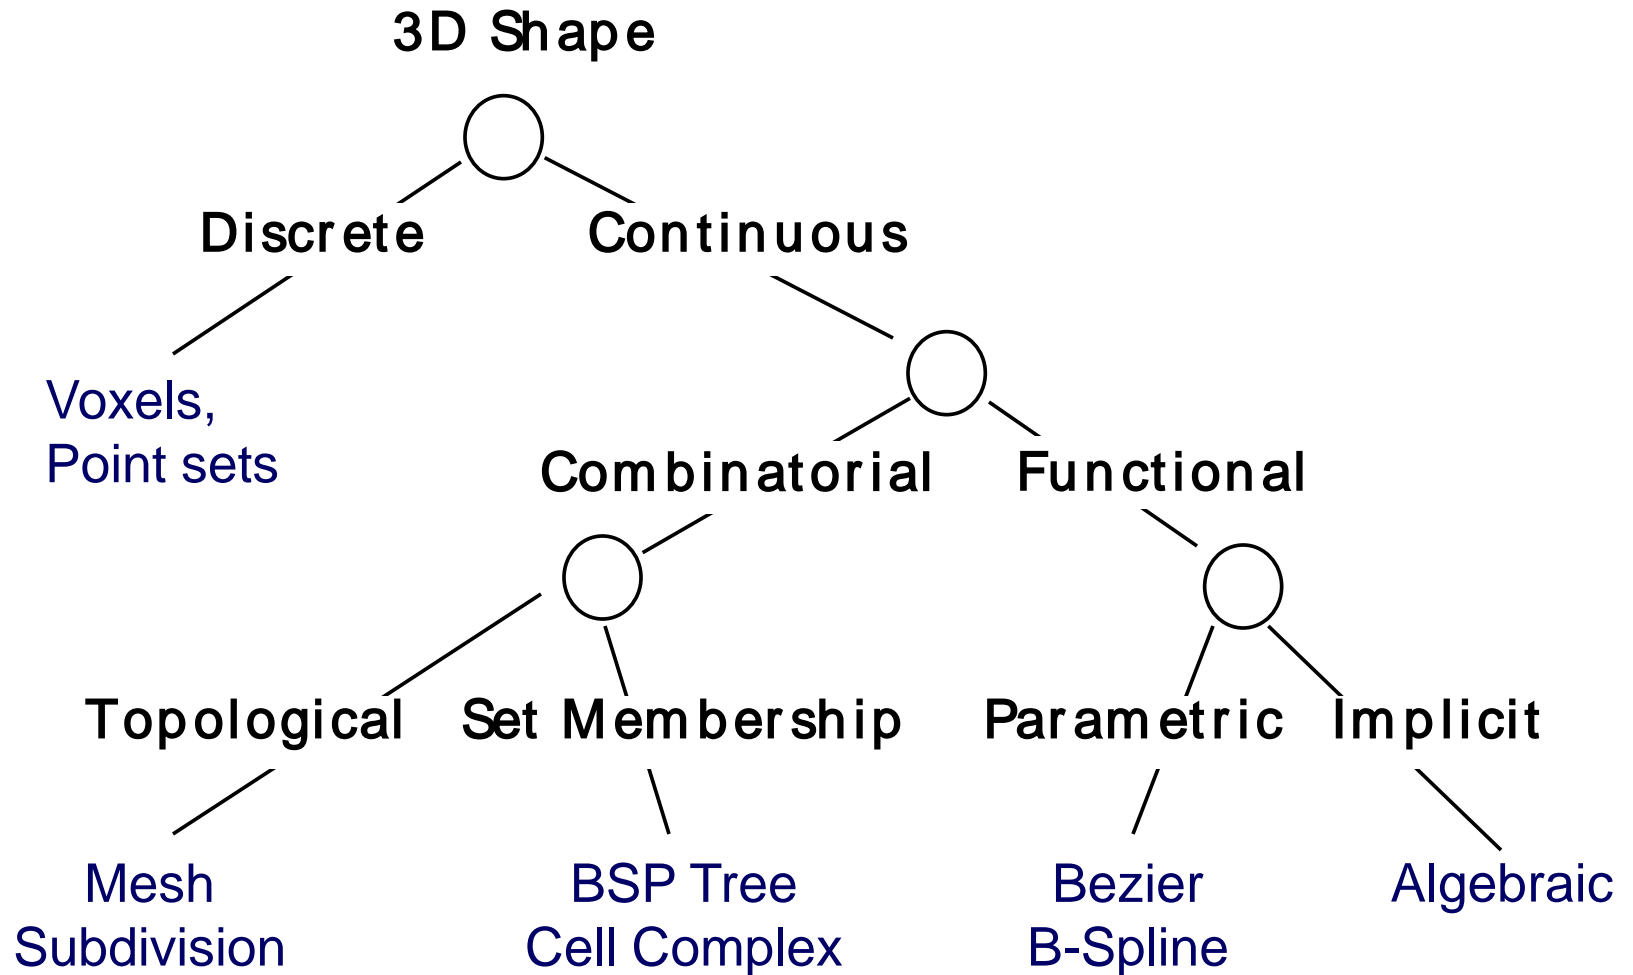 3D Shape
Discrete
Continuous
Voxels,
Point sets
Combinatorial
Functional
Topological
Set Membership
Parametric
Implicit
Mesh
Subdivision
BSP Tree
Cell Complex
Bezier
B-Spline
Algebraic